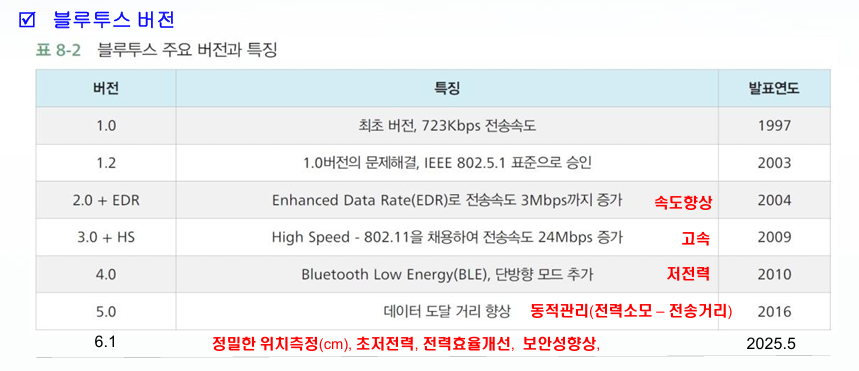 ☑ 블루투스 버전
표 8-2 블루투스 주요 버전과 특징
버전 특징 발표연도
1.0 최초 버전, 723Kbps 전송속도 1997
1.2 1.0버전의 문제해결, IEEE 802.5.1 표준으로 승인 2003
2.0 + EDR Enhanced Data Rate(EDR)로 전송속도 3Mbps까지 증가 속도향상 2004
3.0 + HS High Speed - 802.11을 채용하여 전송속도 24Mbps 증가 고속 2009
4.0 Bluetooth Low Energy(BLE), 단방향 모드 추가 저전력 2010
5.0 데이터 도달 거리 향상 동적관리(전력소모 – 전송거리) 2016
6.1 정밀한 위치측정(cm), 초저전력, 전력효율개선, 보안성향상, 2025.5